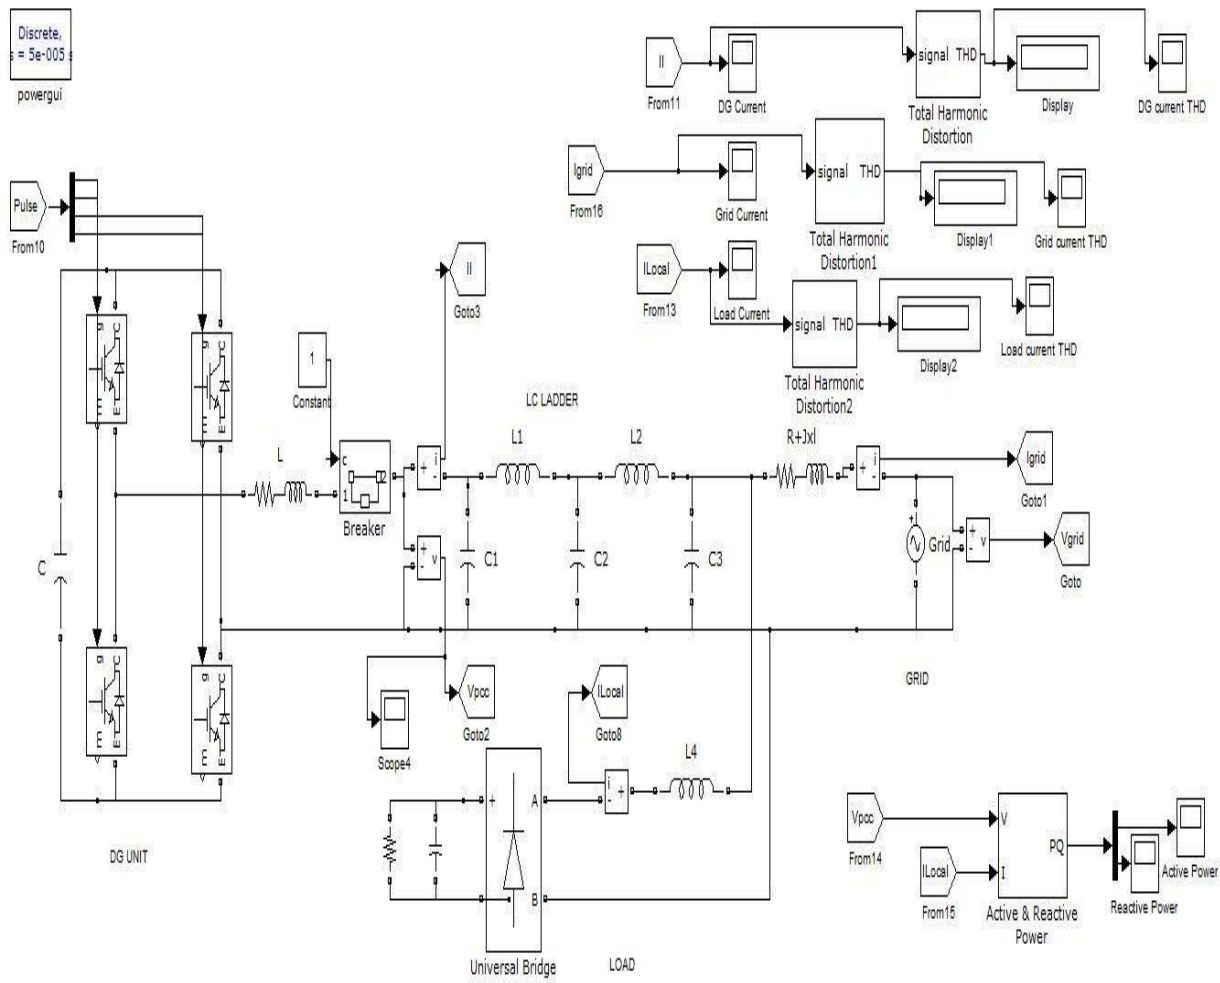 Discrete,
s = 5e-005 s
powergui
II
From11
DG Current
signal THD
Total Harmonic
Distortion
Display
DG current THD
Igrid
From16
Grid Current
signal THD
Total Harmonic
Distortion1
Display1
Grid current THD
ILocal
From13
Load Current
signal THD
Total Harmonic
Distortion2
Display2
Load current THD
Pulse
From10
II
Goto3
g C
m E
g C
m E
1
Constant
LC LADDER
L
c
1 2
Breaker
+ i
-
L1
L2
R+Jxl
+ i
-
Igrid
Goto1
C
+
- v
C1
C2
C3
+
Grid
+
- v
Vgrid
Goto
g C
m E
g C
m E
Scope4
Vpcc
Goto2
ILocal
Goto8
GRID
i +
-
L4
+ A
- B
Universal Bridge
LOAD
DG UNIT
Vpcc
From14
ILocal
From15
V
I
PQ
Active & Reactive
Power
Active Power
Reactive Power